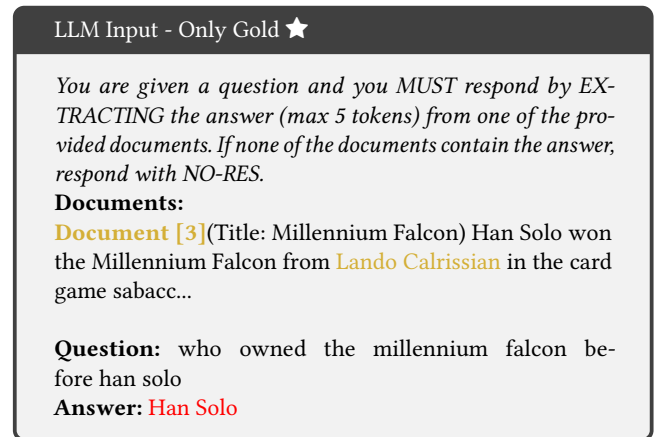 LLM Input - Only Gold ★
You are given a question and you MUST respond by EX-
TRACTING the answer (max 5 tokens) from one of the pro-
vided documents. If none of the documents contain the answer,
respond with NO-RES.
Documents:
Document [3](Title: Millennium Falcon) Han Solo won
the Millennium Falcon from Lando Calrissian in the card
game sabacc...
Question: who owned the millennium falcon be-
fore han solo
Answer: Han Solo